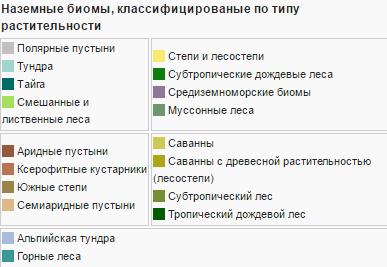 Наземные биомы, классифицированые по типу
растительности
Полярные пустыни
Тундра
Тайга
Смешанные и
лиственные леса
Степи и лесостепи
Субтропические дождевые леса
Средиземноморские биомы
Муссонные леса
Аридные пустыни
Ксерофитные кустарники
Южные степи
Семиаридные пустыни
Саванны
Саванны с древесной растительностью
(лесостепи)
Субтропический лес
Тропический дождевой лес
Альпийская тундра
Горные леса